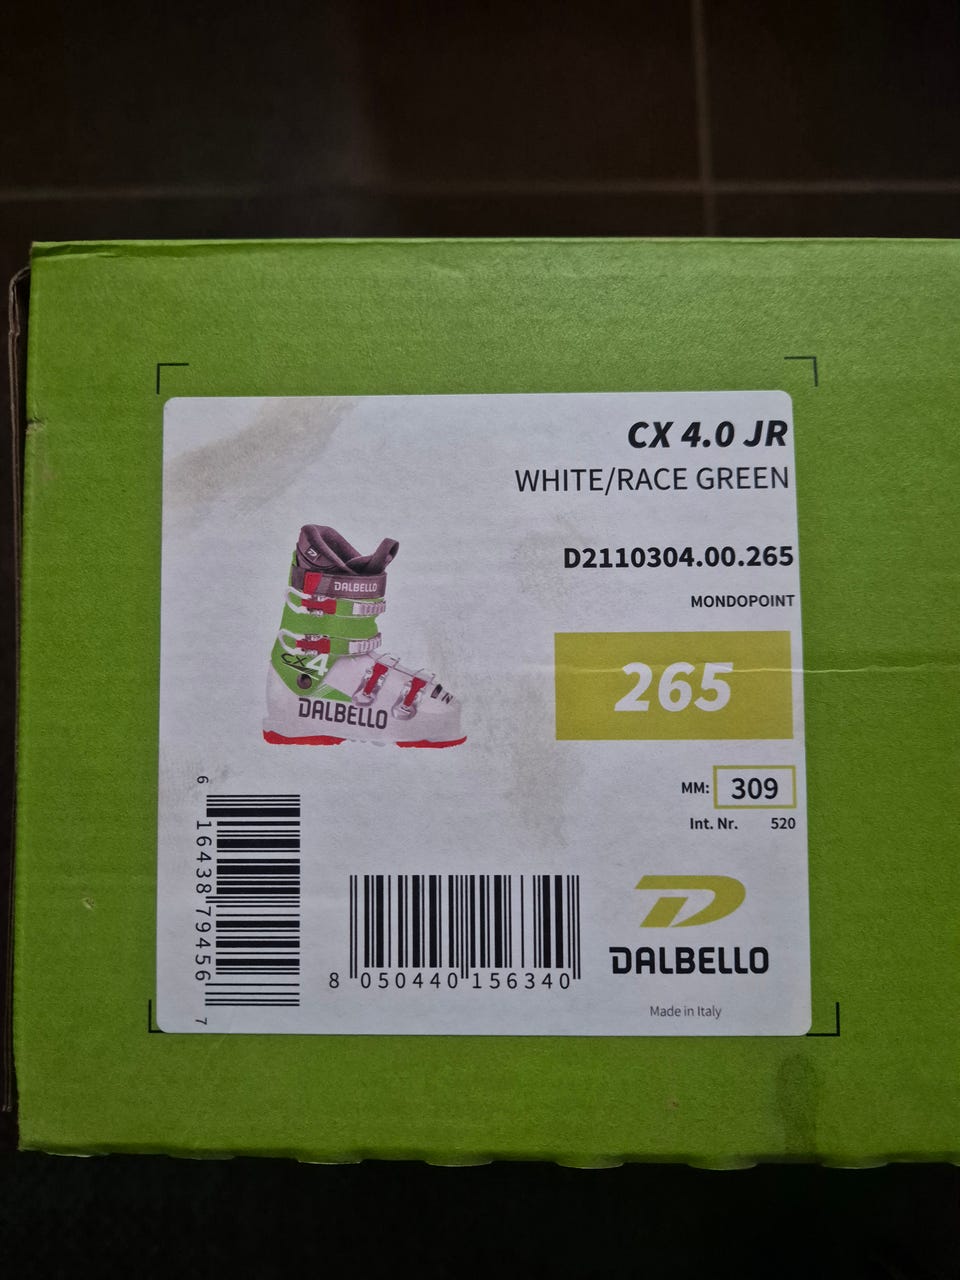 CX 4.0 JR
WHITE/RACE GREEN
D2110304.00.265
MONDOPOINT
265
MM: 309
Int. Nr. 520
DALBELLO
CX4
DALBELLO
6 16438 79456 7
8 050440 156340
DALBELLO
Made in Italy